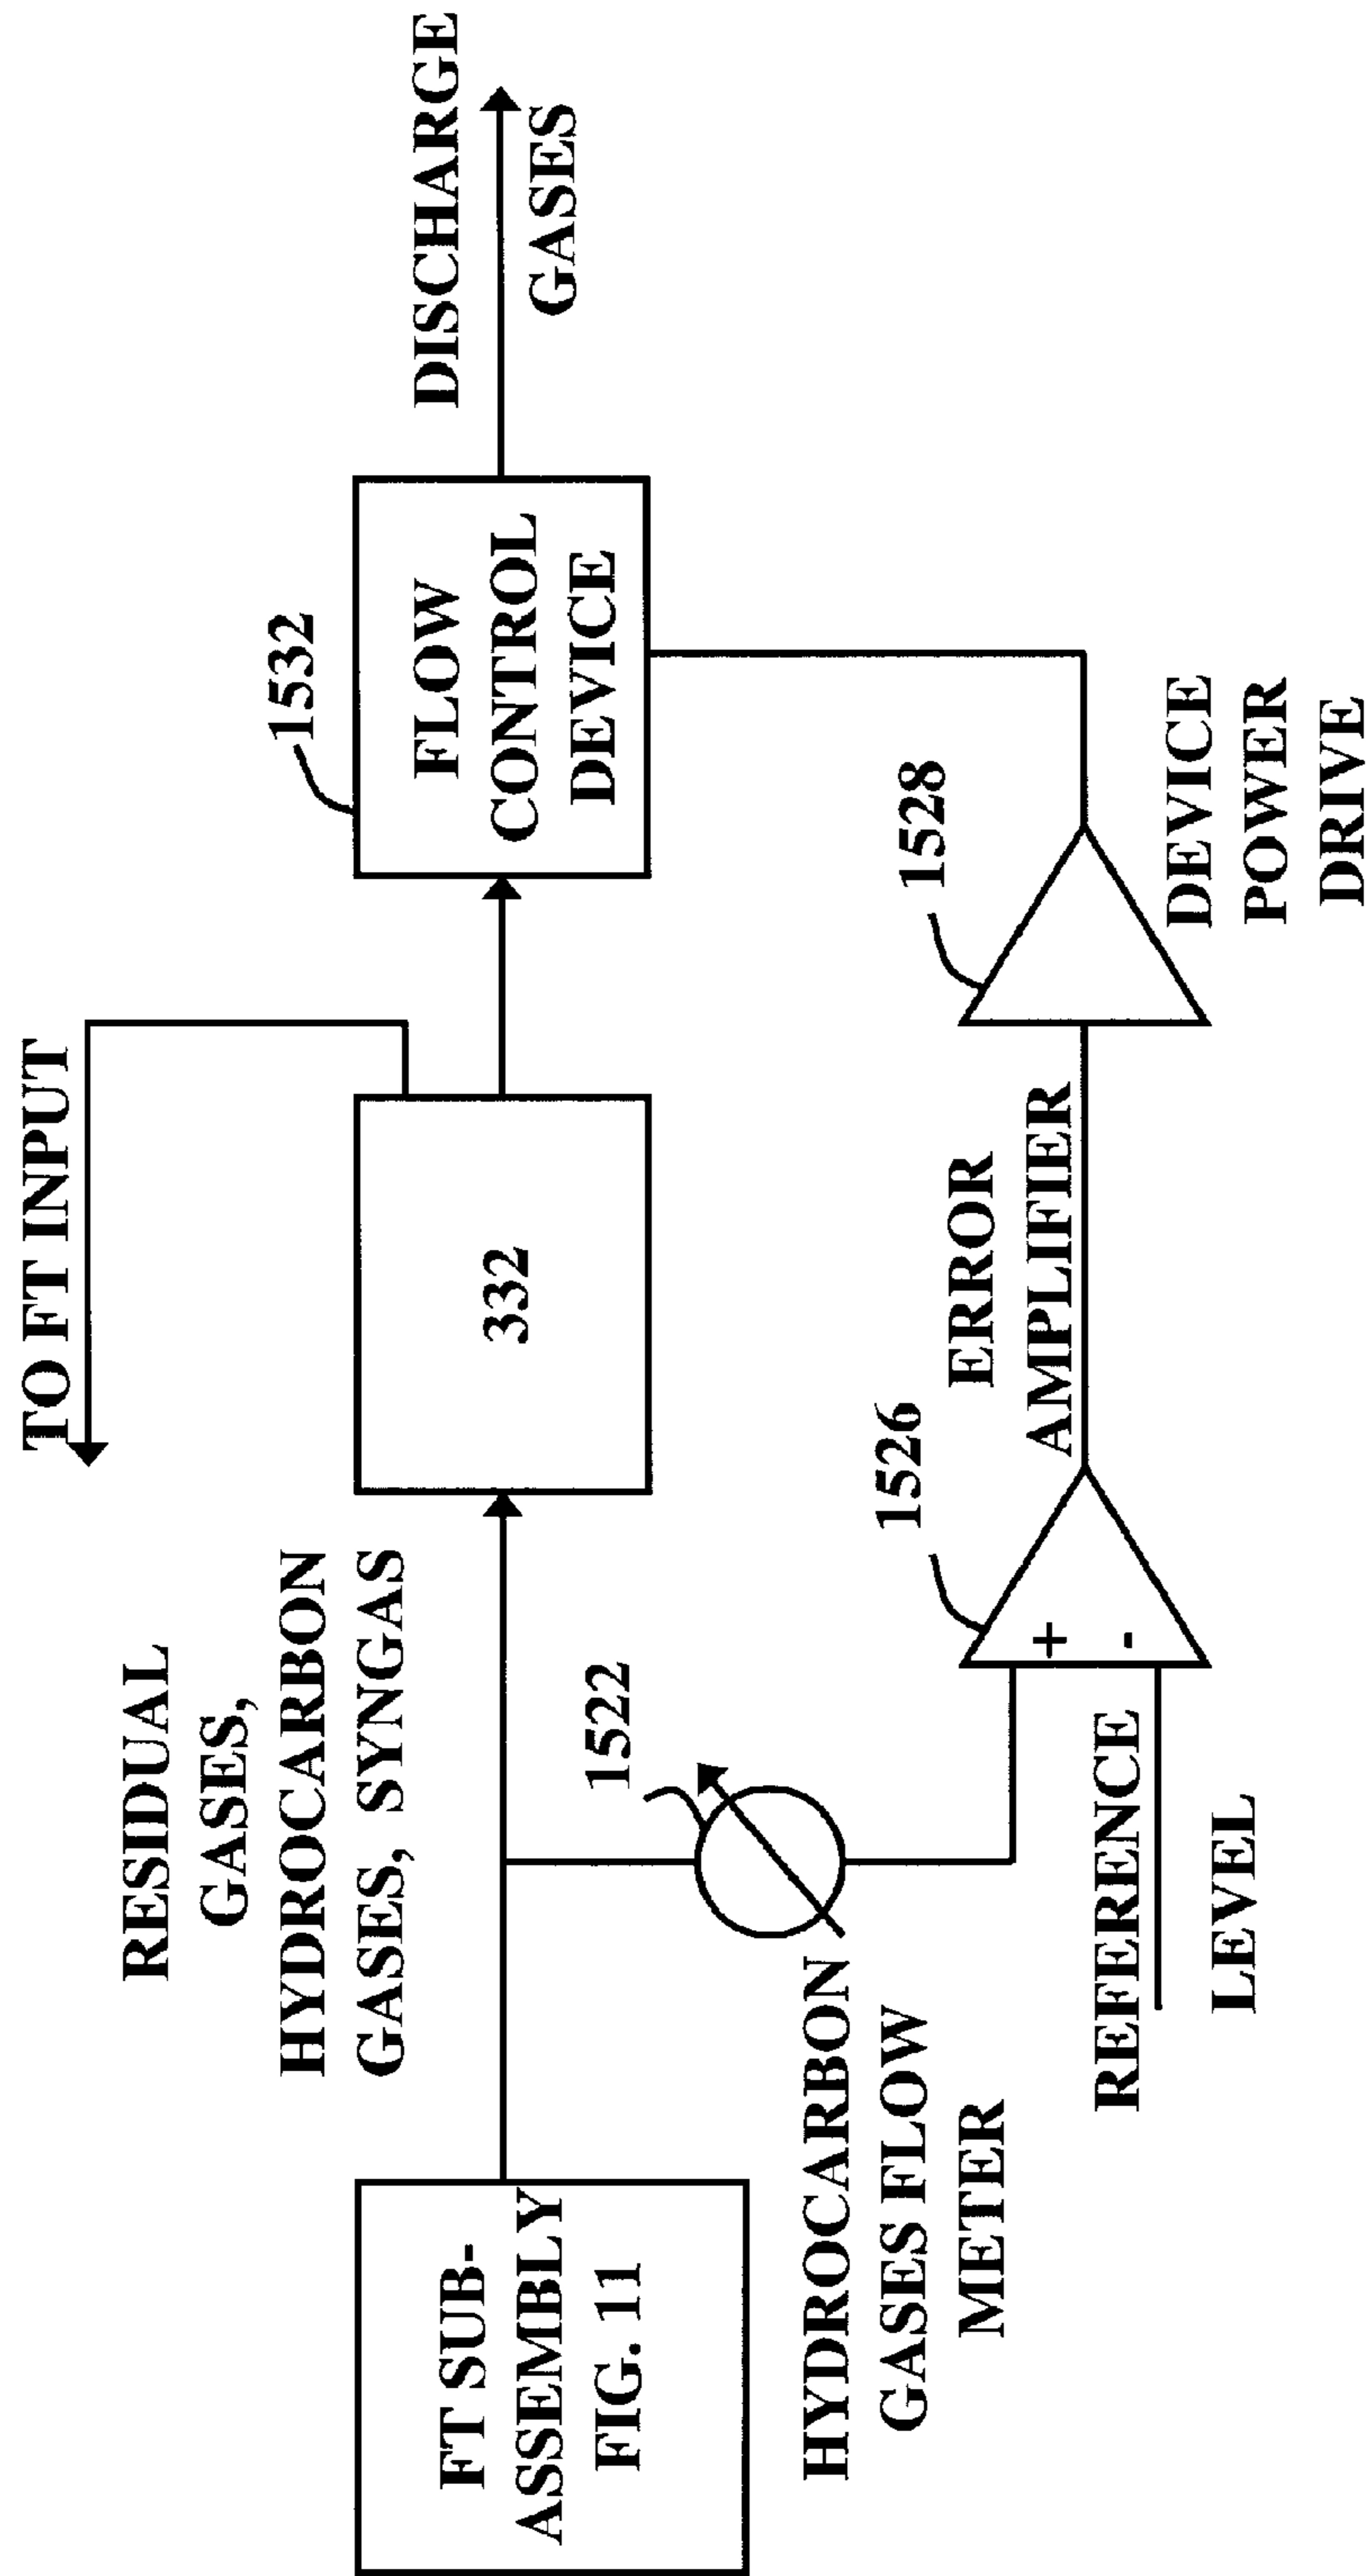 TO FT INPUT
RESIDUAL
GASES,
HYDROCARBON
GASES, SYNGAS
DISCHARGE
GASES
FT SUB-
ASSEMBLY
FIG. 11
332
1532
FLOW
CONTROL
DEVICE
1522
HYDROCARBON
GASES FLOW
METER
1526
+
-
ERROR
AMPLIFIER
1528
REFERENCE
LEVEL
DEVICE
POWER
DRIVE